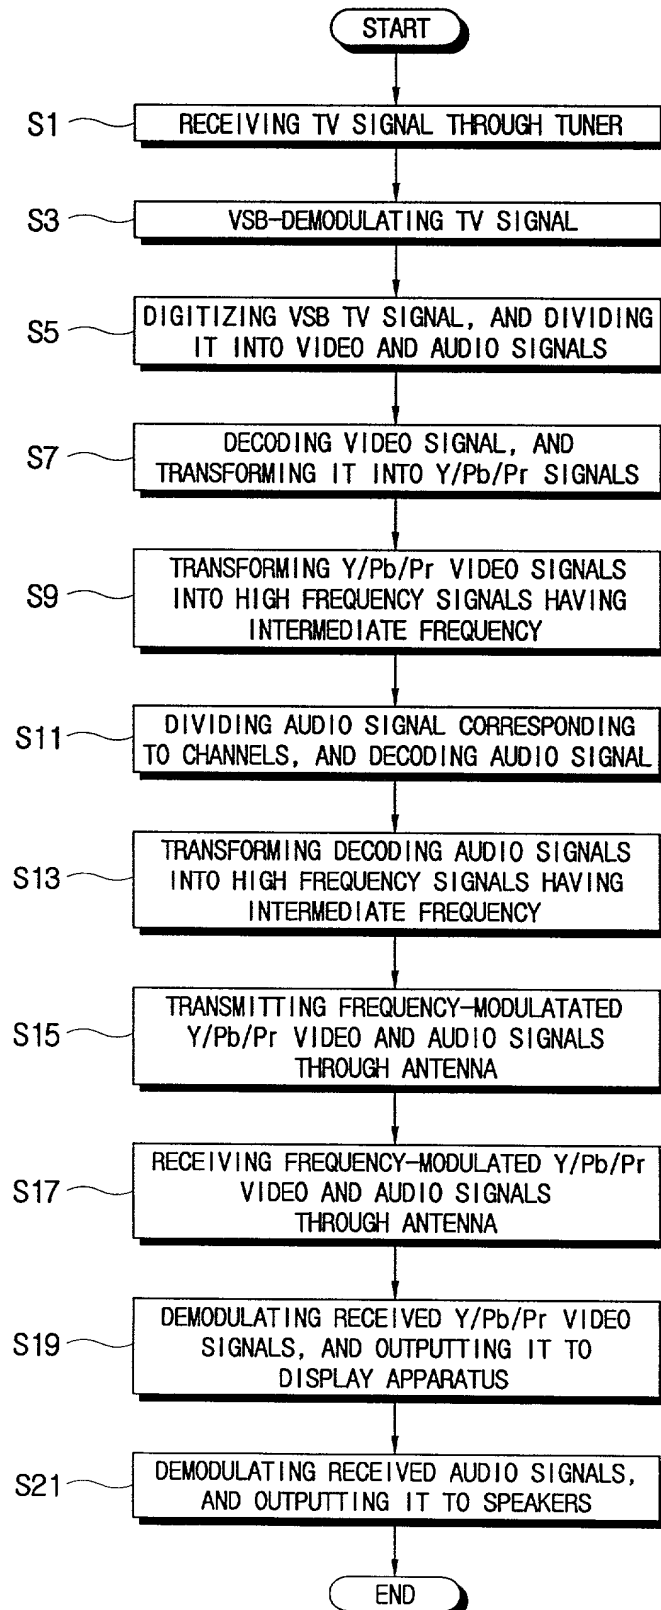 START
S1
RECEIVING TV SIGNAL THROUGH TUNER
S3
VSB-DEMODULATING TV SIGNAL
S5
DIGITIZING VSB TV SIGNAL, AND DIVIDING
IT INTO VIDEO AND AUDIO SIGNALS
S7
DECODING VIDEO SIGNAL, AND
TRANSFORMING IT INTO Y/Pb/Pr SIGNALS
S9
TRANSFORMING Y/Pb/Pr VIDEO SIGNALS
INTO HIGH FREQUENCY SIGNALS HAVING
INTERMEDIATE FREQUENCY
S11
DIVIDING AUDIO SIGNAL CORRESPONDING
TO CHANNELS, AND DECODING AUDIO SIGNAL
S13
TRANSFORMING DECODING AUDIO SIGNALS
INTO HIGH FREQUENCY SIGNALS HAVING
INTERMEDIATE FREQUENCY
S15
TRANSMITTING FREQUENCY-MODULATATED
Y/Pb/Pr VIDEO AND AUDIO SIGNALS
THROUGH ANTENNA
S17
RECEIVING FREQUENCY-MODULATED Y/Pb/Pr
VIDEO AND AUDIO SIGNALS
THROUGH ANTENNA
S19
DEMODULATING RECEIVED Y/Pb/Pr VIDEO
SIGNALS, AND OUTPUTTING IT TO
DISPLAY APPARATUS
S21
DEMODULATING RECEIVED AUDIO SIGNALS,
AND OUTPUTTING IT TO SPEAKERS
END